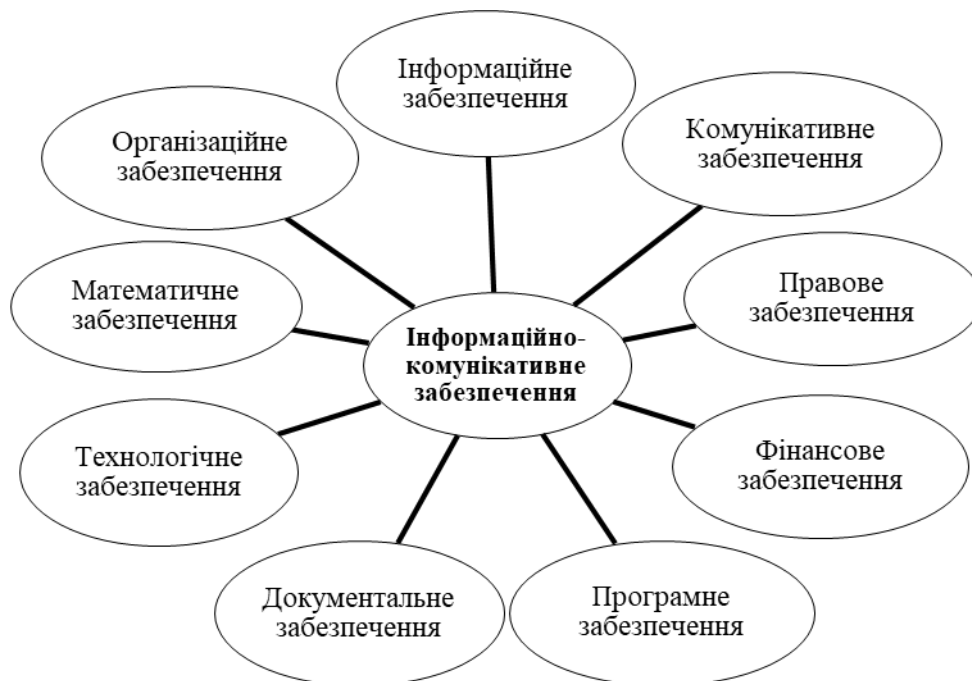 Інформаційне
забезпечення
Організаційне
забезпечення
Комунікативне
забезпечення
Математичне
забезпечення
Правове
забезпечення
Інформаційно-
комунікативне
забезпечення
Технологічне
забезпечення
Фінансове
забезпечення
Документальне
забезпечення
Програмне
забезпечення